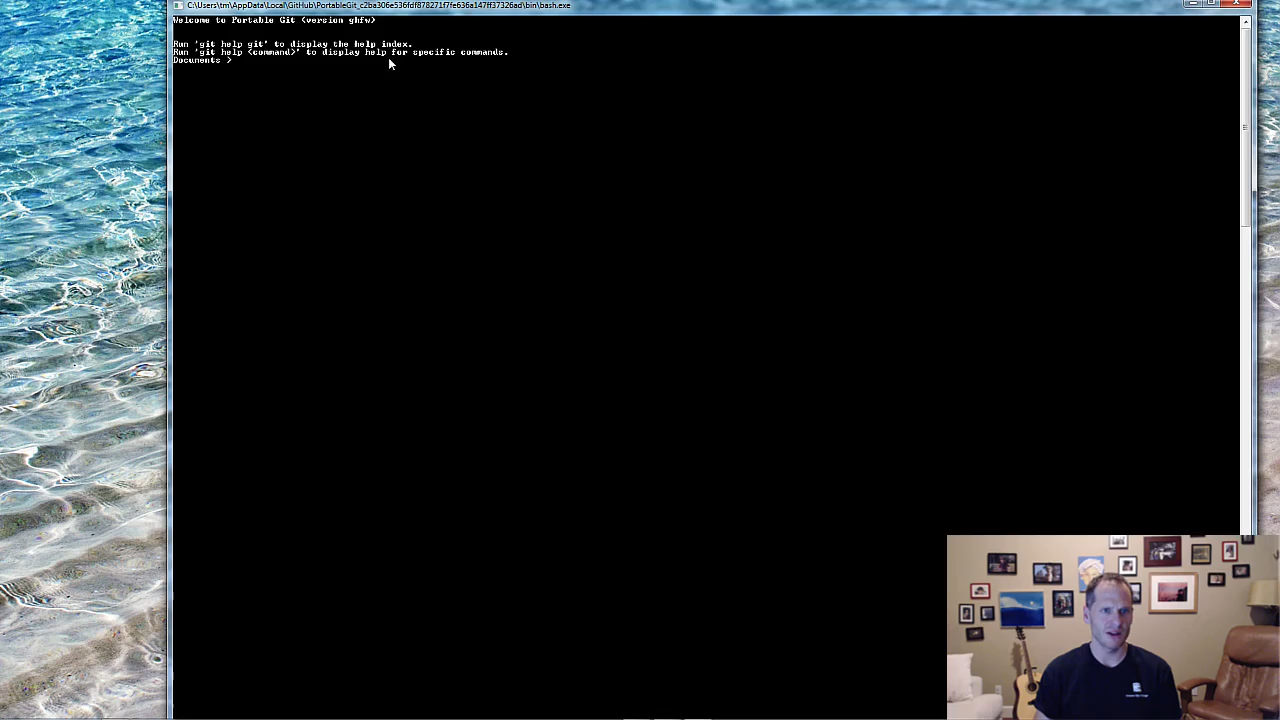 C:\Users\tm\AppData\Local\GitHub\PortableGit_c2ba306e536fdf878271f7fe636a147ff37326ad\bin\bash.exe
Welcome to Portable Git (version ghfw)
Run 'git help git' to display the help index.
Run 'git help <command>' to display help for specific commands.
Documents >